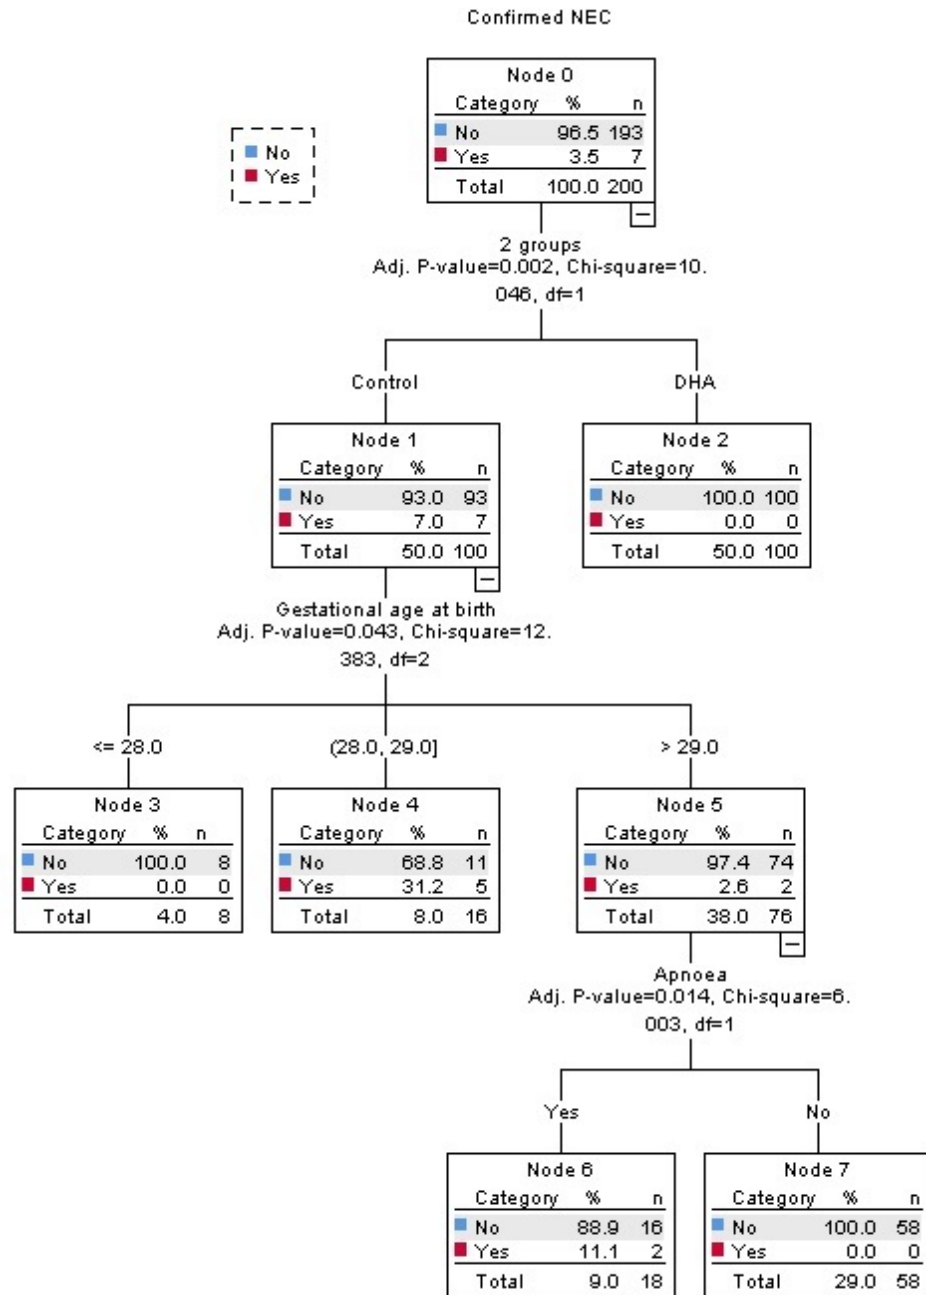 Confirmed NEC
No
Yes
Node 0
Category % n
No 96.5 193
Yes 3.5 7
Total 100.0 200
2 groups
Adj. P-value=0.002, Chi-square=10.
046, df=1
Control
DHA
Node 1
Category % n
No 93.0 93
Yes 7.0 7
Total 50.0 100
Node 2
Category % n
No 100.0 100
Yes 0.0 0
Total 50.0 100
Gestational age at birth
Adj. P-value=0.043, Chi-square=12.
383, df=2
<= 28.0
(28.0, 29.0]
> 29.0
Node 3
Category % n
No 100.0 8
Yes 0.0 0
Total 4.0 8
Node 4
Category % n
No 68.8 11
Yes 31.2 5
Total 8.0 16
Node 5
Category % n
No 97.4 74
Yes 2.6 2
Total 38.0 76
Apnoea
Adj. P-value=0.014, Chi-square=6.
003, df=1
Yes
No
Node 6
Category % n
No 88.9 16
Yes 11.1 2
Total 9.0 18
Node 7
Category % n
No 100.0 58
Yes 0.0 0
Total 29.0 58